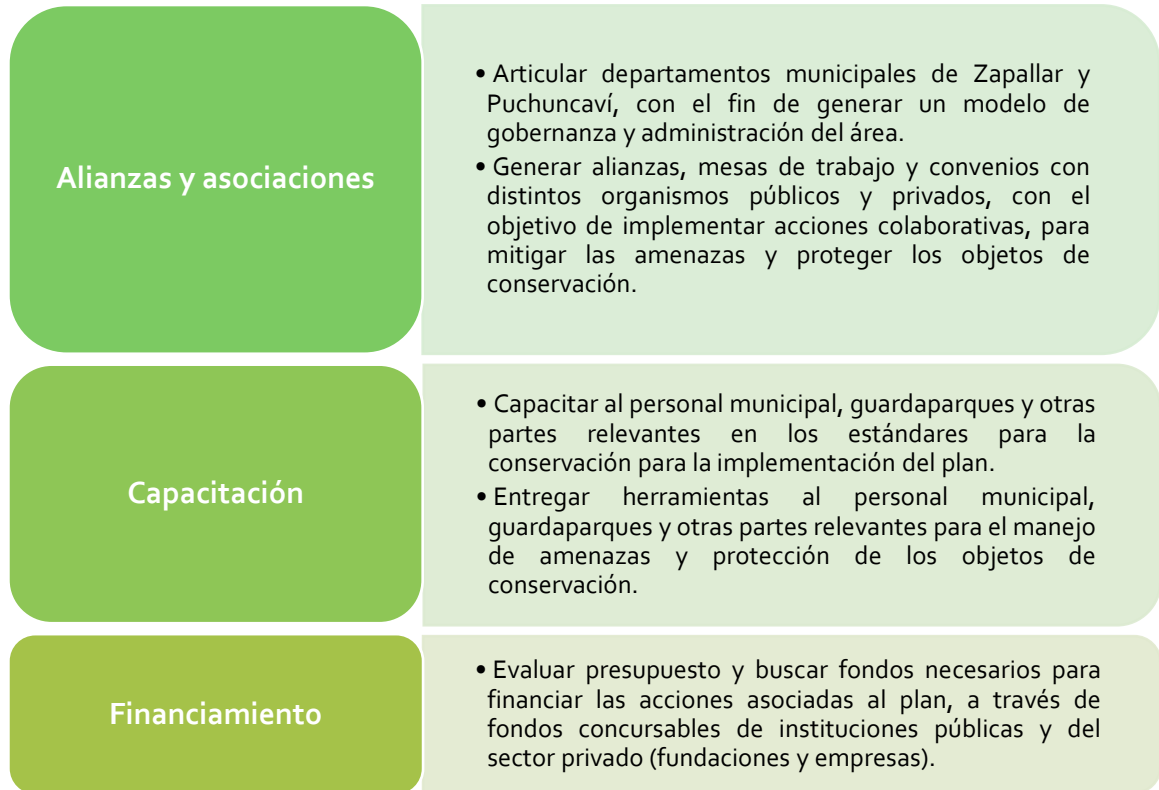 Alianzas y asociaciones
• Articular departamentos municipales de Zapallar y
Puchuncaví, con el fin de generar un modelo de
gobernanza y administración del área.
• Generar alianzas, mesas de trabajo y convenios con
distintos organismos públicos y privados, con el
objetivo de implementar acciones colaborativas, para
mitigar las amenazas y proteger los objetos de
conservación.
Capacitación
• Capacitar al personal municipal, guardaparques y otras
partes relevantes en los estándares para la
conservación para la implementación del plan.
• Entregar herramientas al personal municipal,
guardaparques y otras partes relevantes para el manejo
de amenazas y protección de los objetos de
conservación.
Financiamiento
• Evaluar presupuesto y buscar fondos necesarios para
financiar las acciones asociadas al plan, a través de
fondos concursables de instituciones públicas y del
sector privado (fundaciones y empresas).